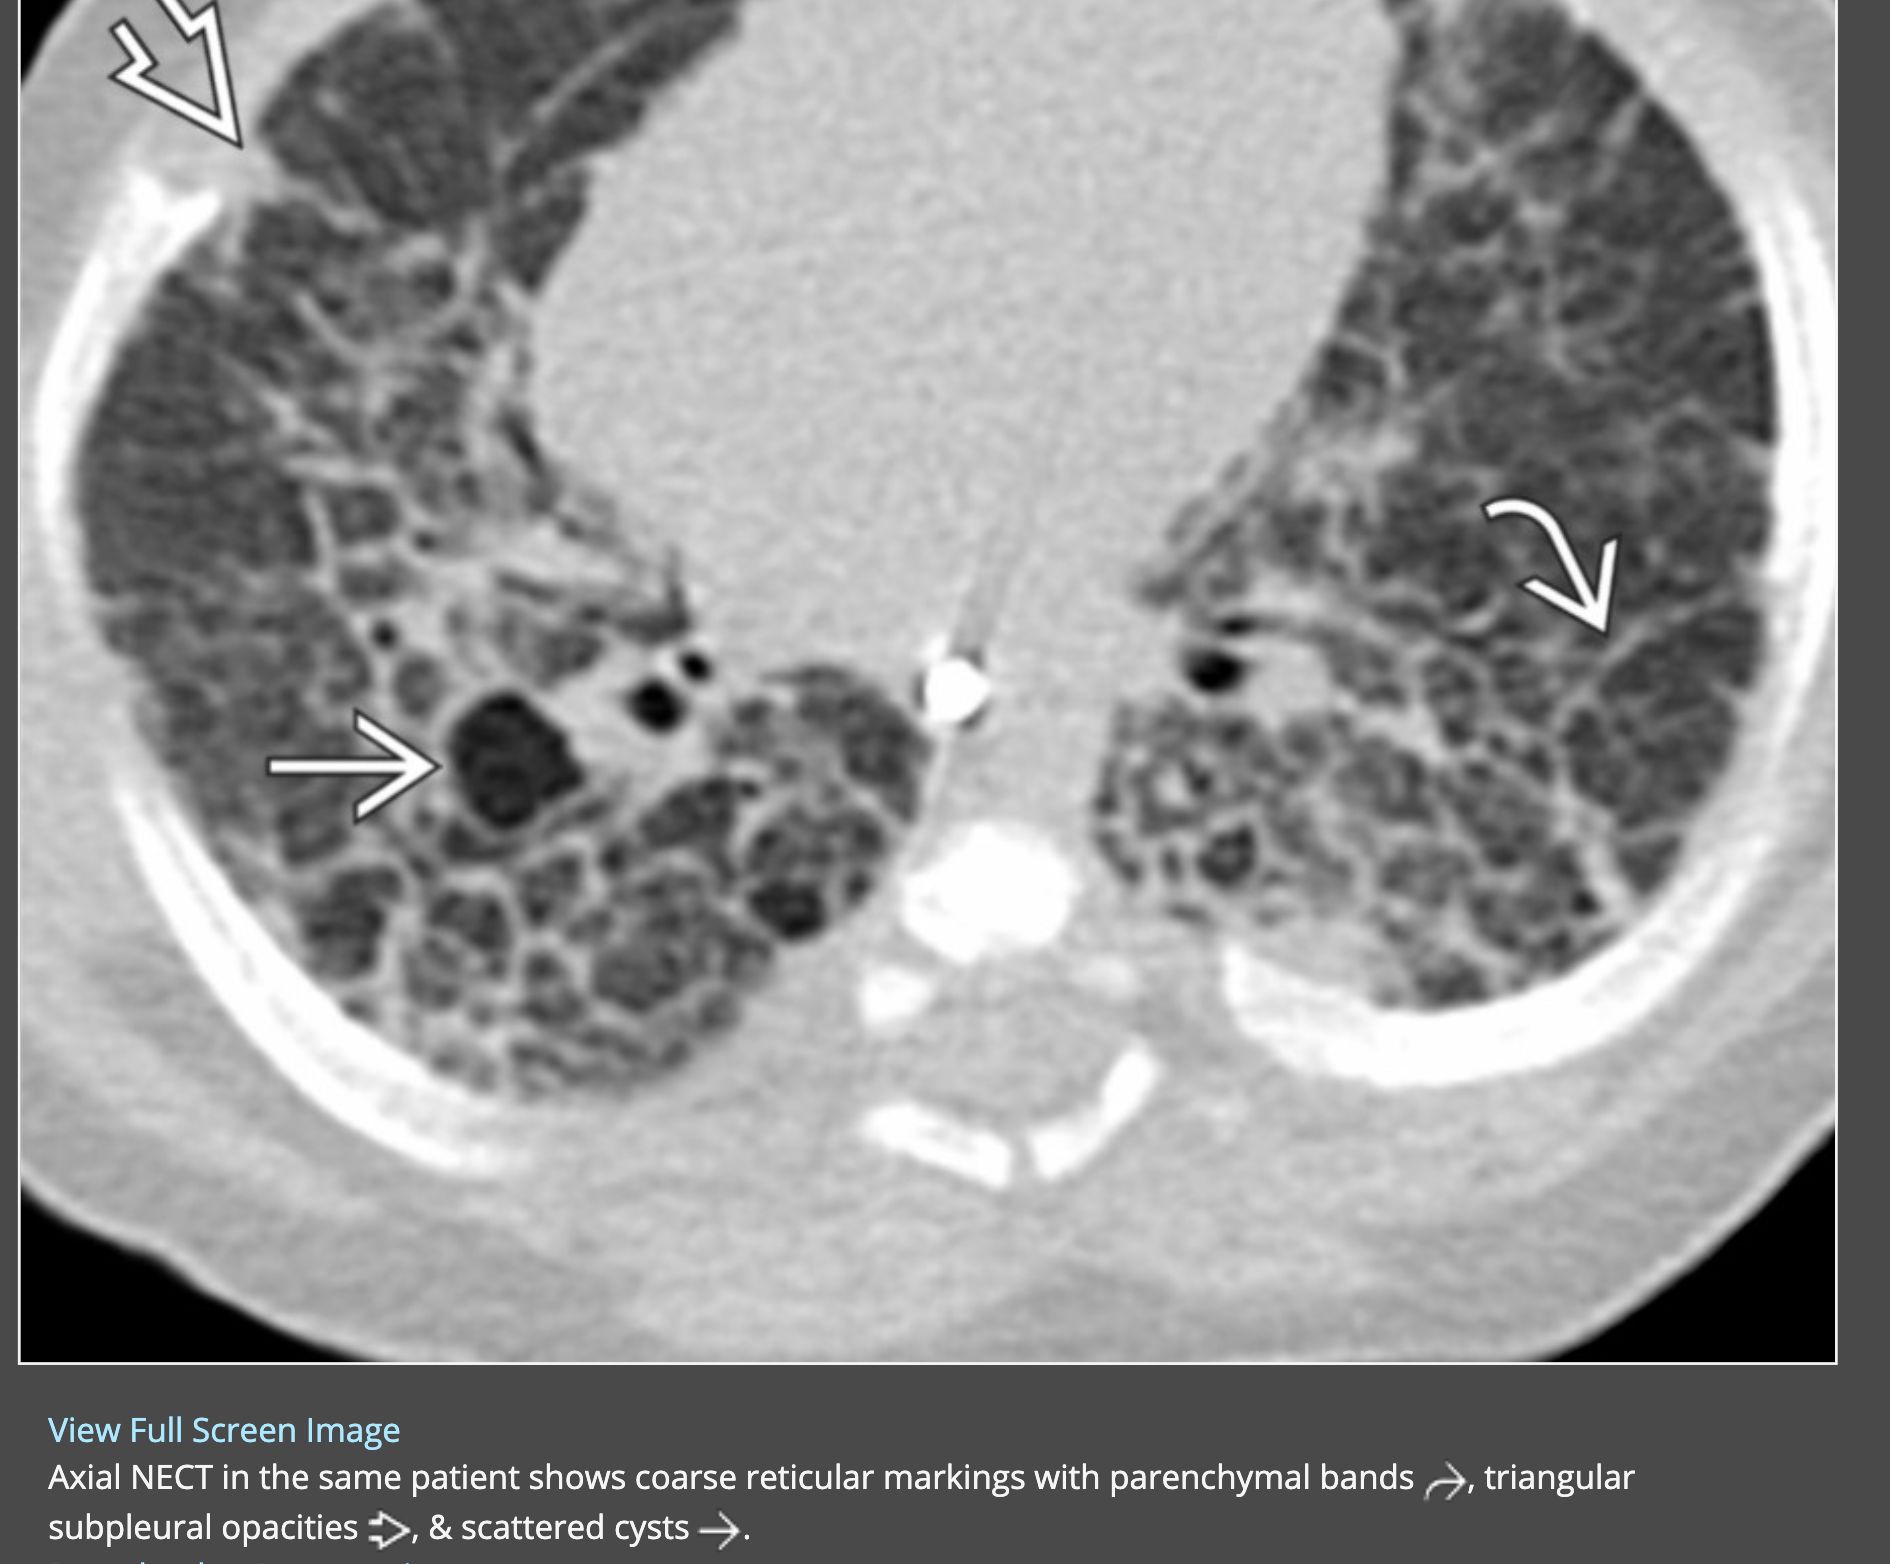 View Full Screen Image
Axial NECT in the same patient shows coarse reticular markings with parenchymal bands , triangular
subpleural opacities , & scattered cysts .